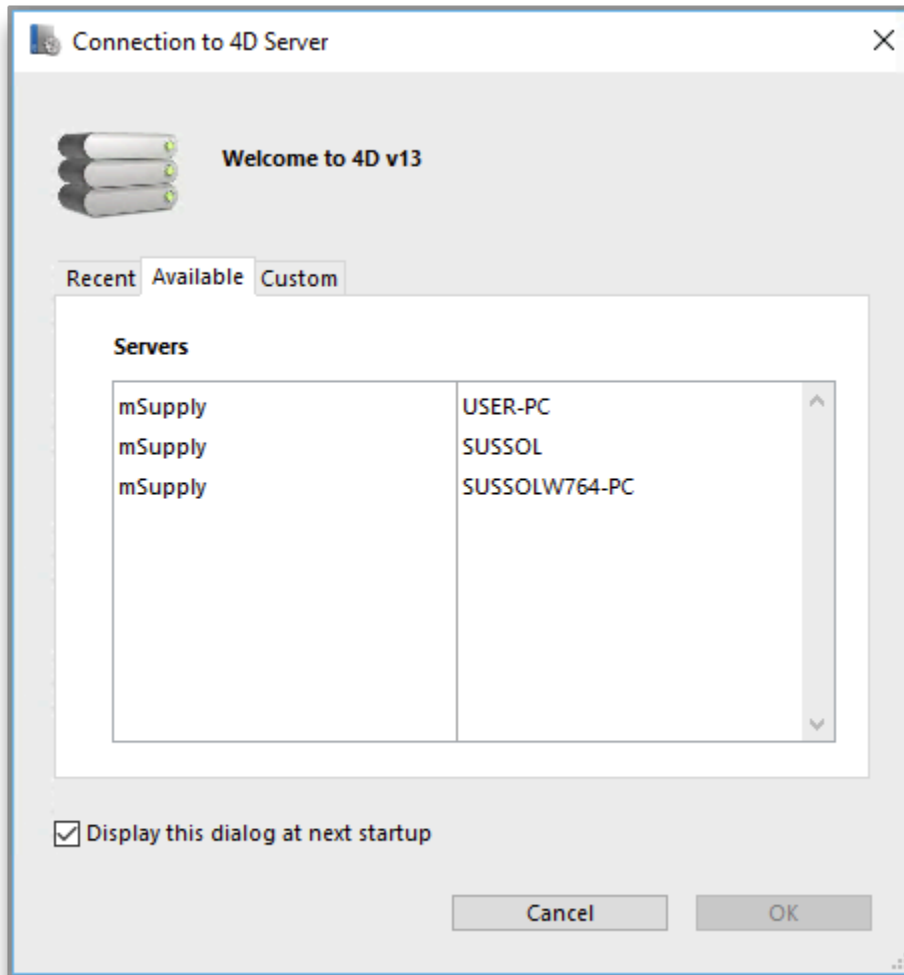 Connection to 4D Server
Welcome to 4D v13
Recent Available Custom
Servers
mSupply USER-PC
mSupply SUSSOL
mSupply SUSSOLW764-PC
Display this dialog at next startup
Cancel OK